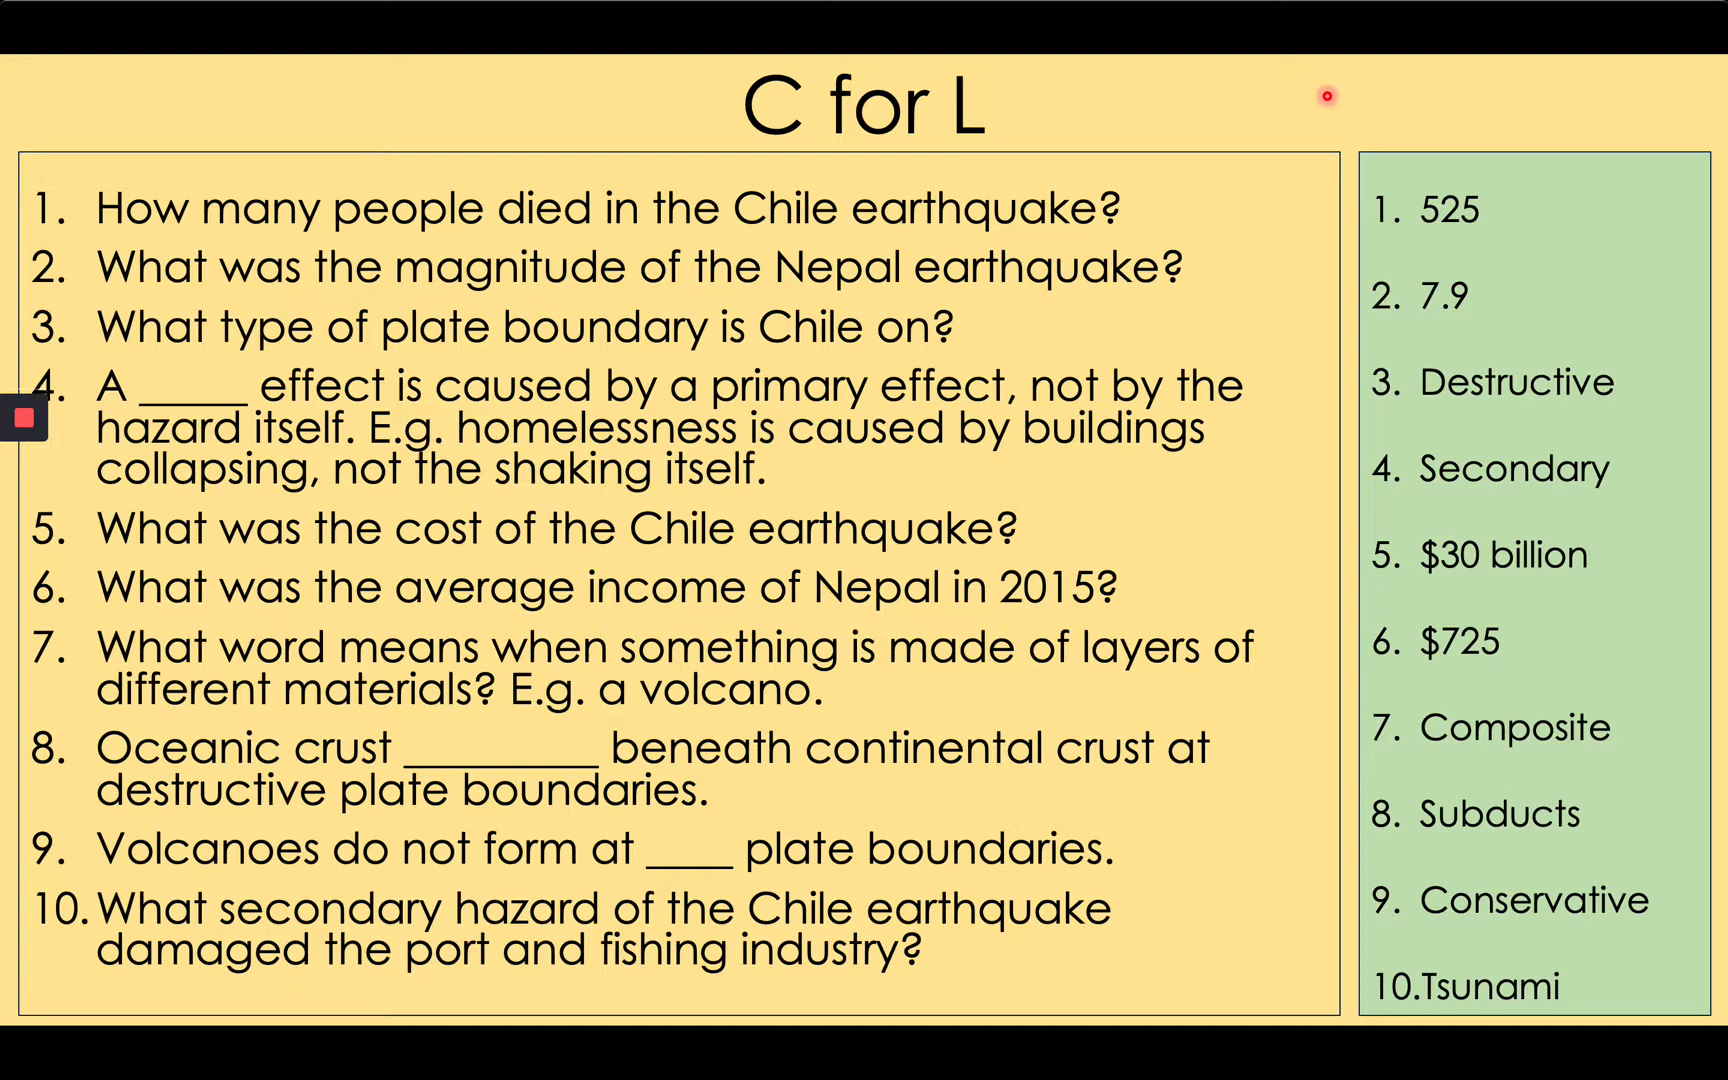 C for L
1. How many people died in the Chile earthquake?
2. What was the magnitude of the Nepal earthquake?
3. What type of plate boundary is Chile on?
4. A _____ effect is caused by a primary effect, not by the
hazard itself. E.g. homelessness is caused by buildings
collapsing, not the shaking itself.
5. What was the cost of the Chile earthquake?
6. What was the average income of Nepal in 2015?
7. What word means when something is made of layers of
different materials? E.g. a volcano.
8. Oceanic crust _________ beneath continental crust at
destructive plate boundaries.
9. Volcanoes do not form at ____ plate boundaries.
10. What secondary hazard of the Chile earthquake
damaged the port and fishing industry?
1. 525
2. 7.9
3. Destructive
4. Secondary
5. $30 billion
6. $725
7. Composite
8. Subducts
9. Conservative
10. Tsunami